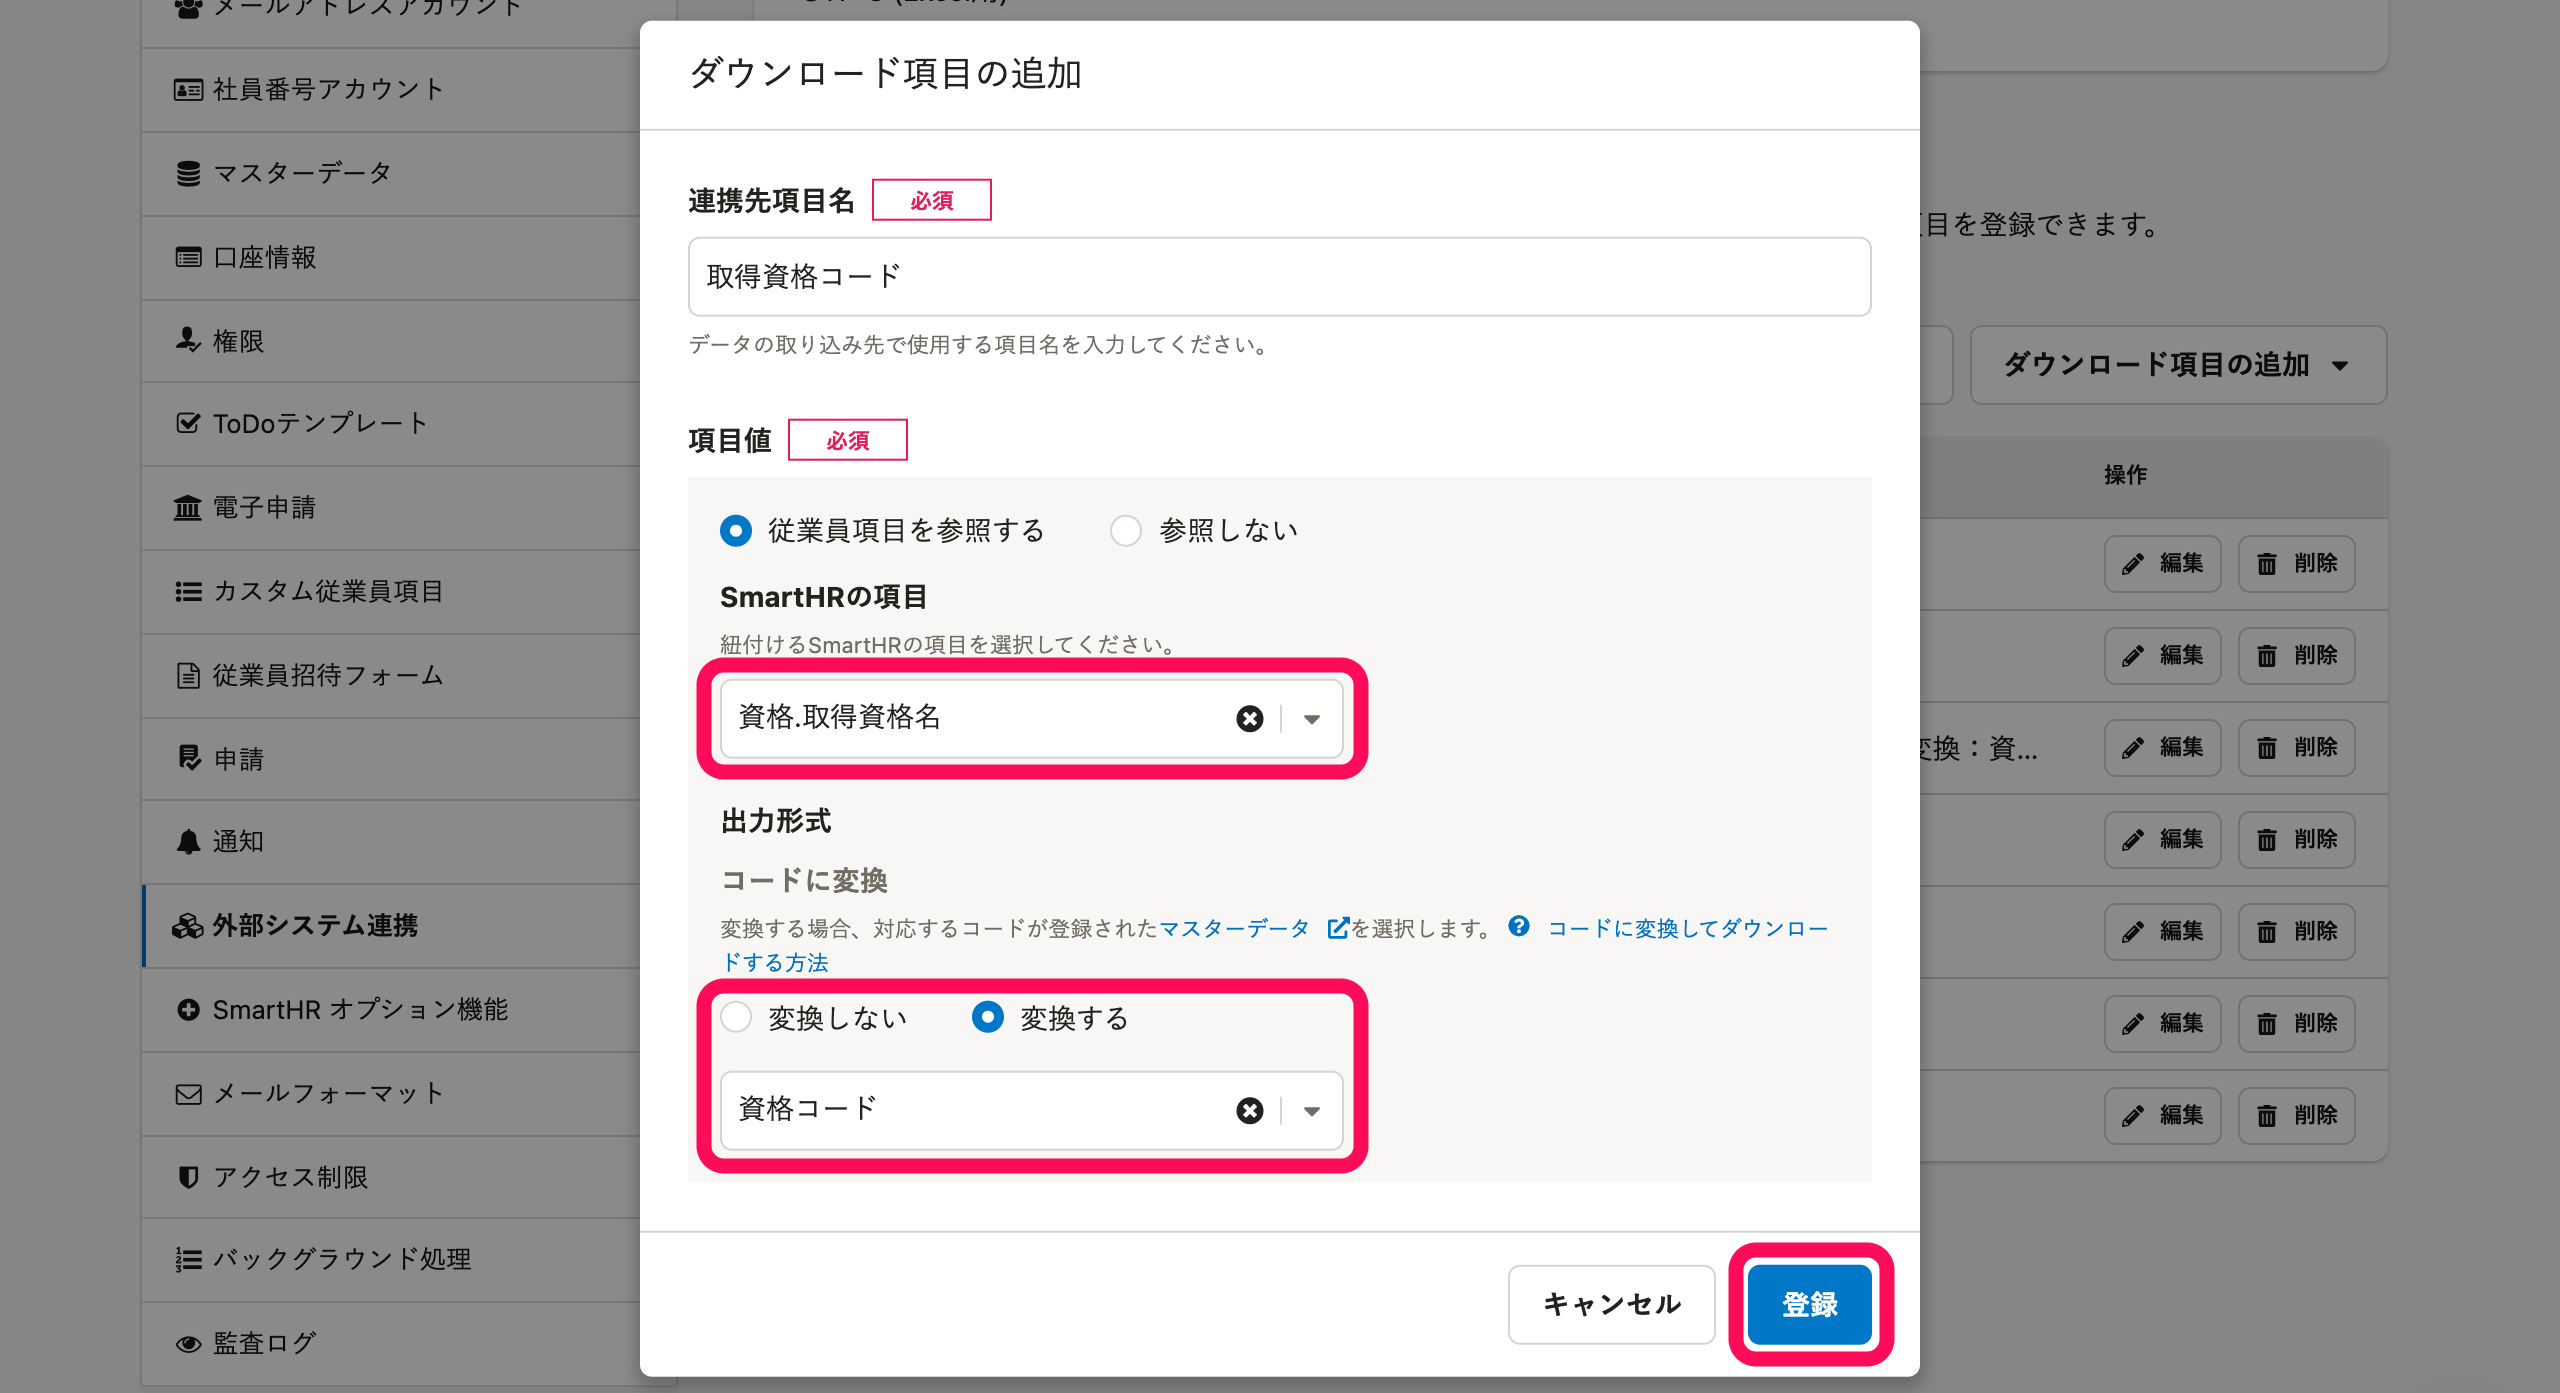 メールアドレスアカウント
社員番号アカウント
マスターデータ
口座情報
権限
ToDoテンプレート
電子申請
カスタム従業員項目
従業員招待フォーム
申請
通知
外部システム連携
SmartHR オプション機能
メールフォーマット
アクセス制限
バックグラウンド処理
監査ログ
ダウンロード項目の追加
連携先項目名 必須
取得資格コード
データの取り込み先で使用する項目名を入力してください。
項目値 必須
従業員項目を参照する 参照しない
SmartHRの項目
紐付けるSmartHRの項目を選択してください。
資格.取得資格名
出力形式
コードに変換
変換する場合、対応するコードが登録されたマスターデータ を選択します。 コードに変換してダウンロー
ドする方法
変換しない 変換する
資格コード
キャンセル 登録
目を登録できます。
ダウンロード項目の追加
操作
編集 削除
編集 削除
変換：資... 編集 削除
編集 削除
編集 削除
編集 削除
編集 削除